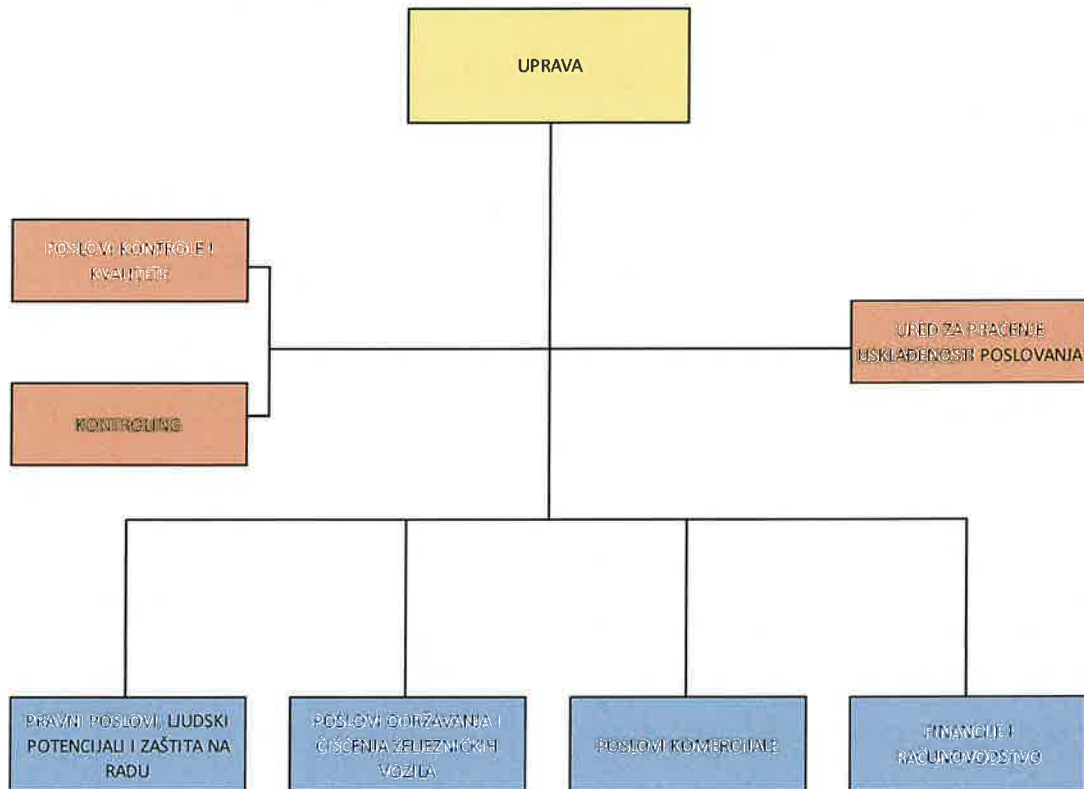 UPRAVA
POSLOVI KONTROLE I
KVALITETE
URED ZA PRAĆENJE
USKLAĐENOSTI POSLOVANJA
KONTROLING
PRAVNI POSLOVI, LJUDSKI
POTENCIJALI I ZAŠTITA NA
RADU
POSLOVI ODRŽAVANJA I
ČIŠĆENJA ŽELJEZNIČKIH
VOZILA
POSLOVI KOMERCIJALE
FINANCIJE I
RAČUNOVODSTVO